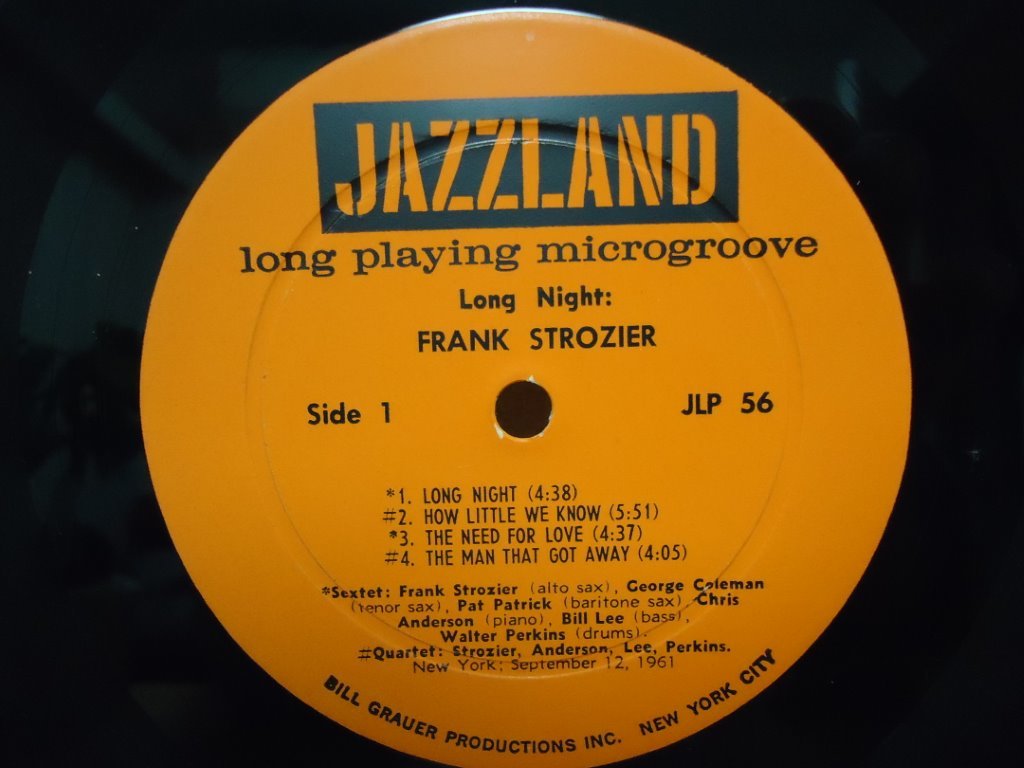 JAZZLAND
long playing microgroove
Long Night:
FRANK STROZIER
Side 1
JLP 56
*1. LONG NIGHT (4:38)
#2. HOW LITTLE WE KNOW (5:51)
*3. THE NEED FOR LOVE (4:37)
#4. THE MAN THAT GOT AWAY (4:05)
*Sextet: Frank Strozier (alto sax), George Coleman
(tenor sax), Pat Patrick (baritone sax), Chris
Anderson (piano), Bill Lee (bass),
Walter Perkins (drums).
#Quartet: Strozier, Anderson, Lee, Perkins.
New York; September 12, 1961
BILL GRAUER PRODUCTIONS INC. NEW YORK CITY